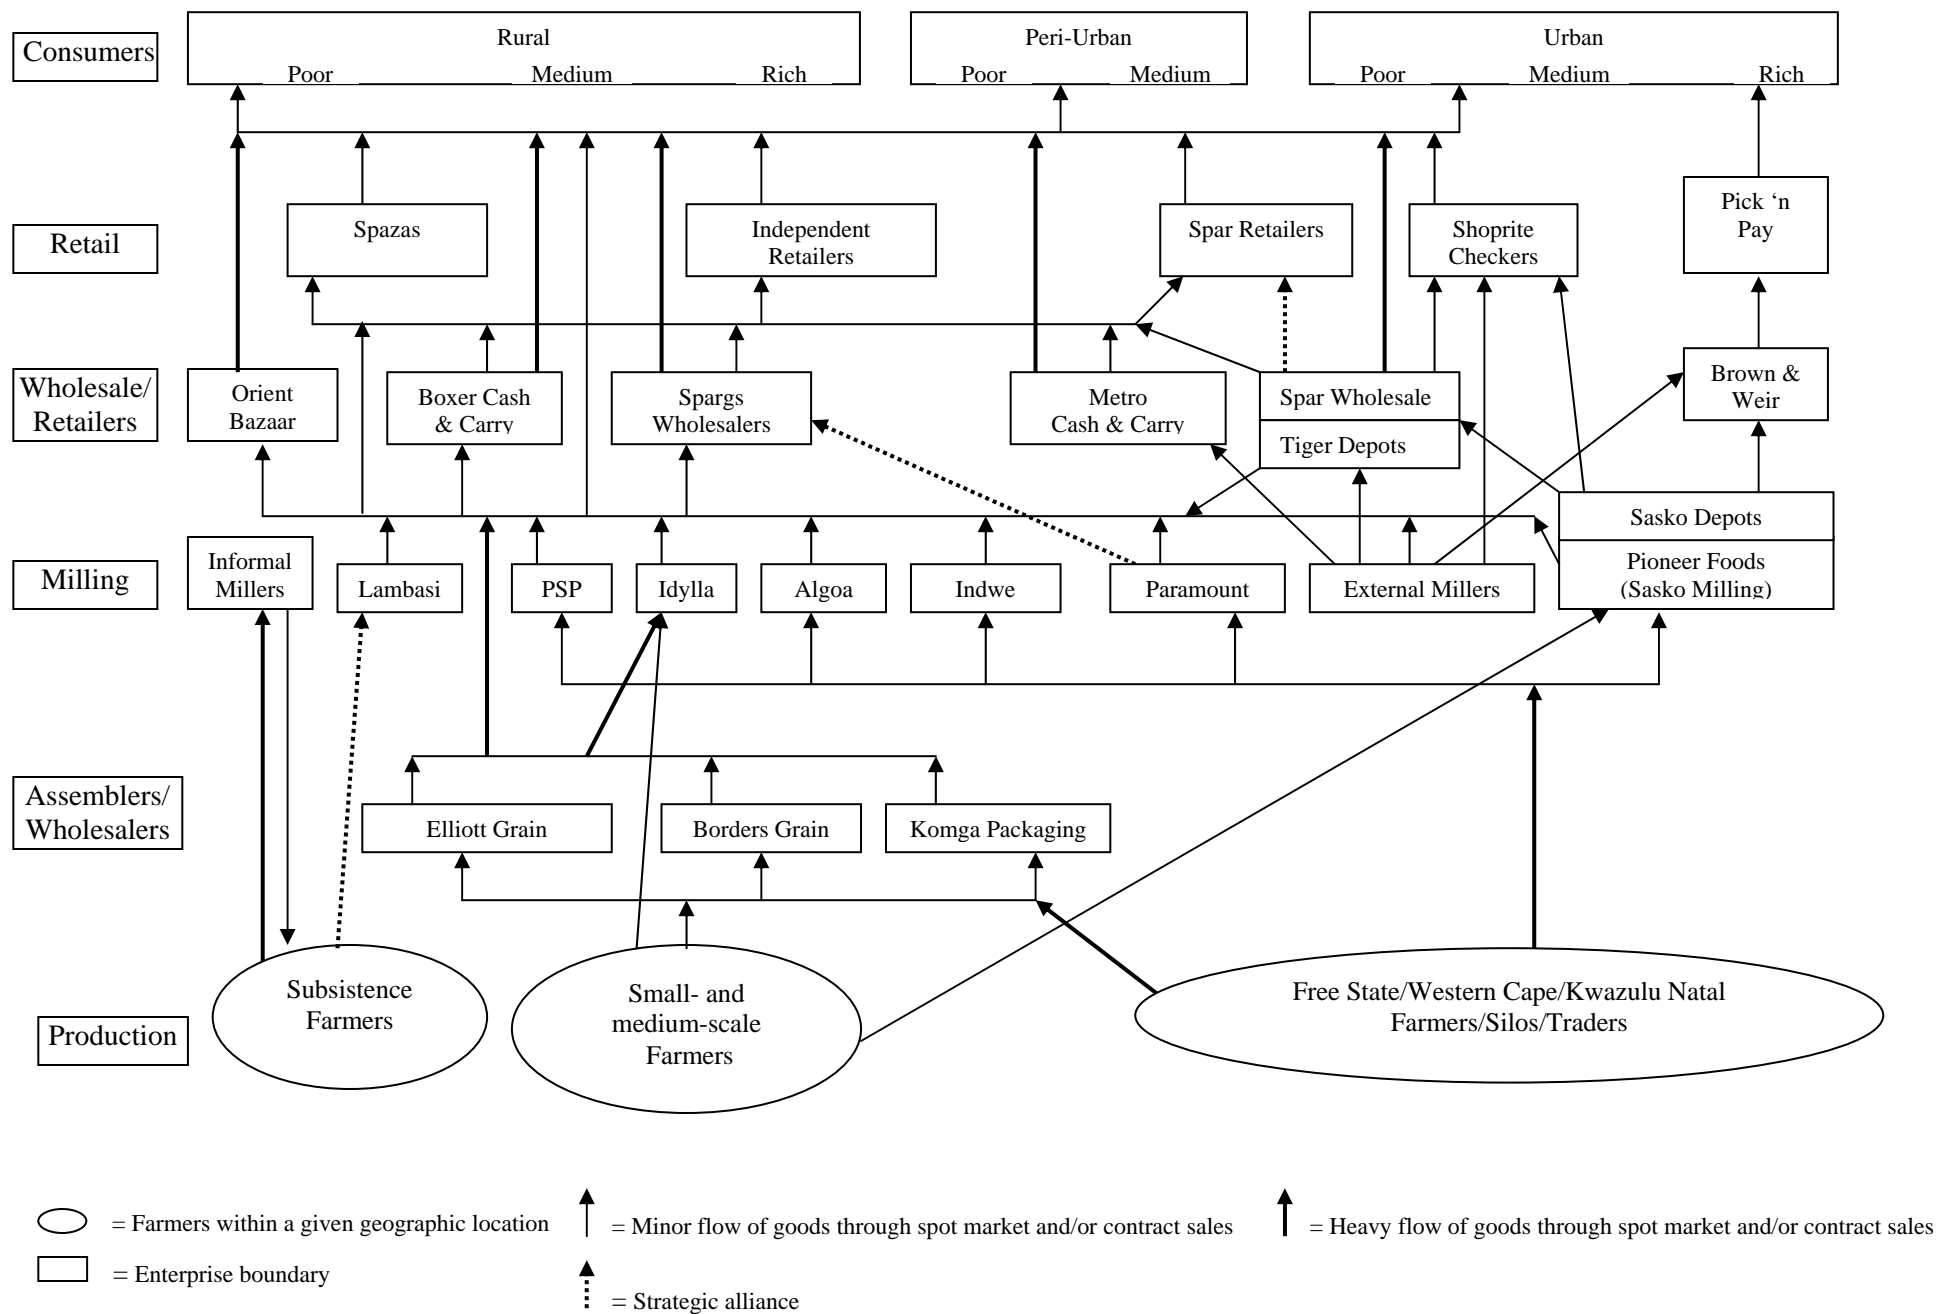 Consumers
Rural
Peri-Urban
Urban
Poor
Medium
Rich
Poor
Medium
Poor
Medium
Rich
Retail
Spazas
Independent
Retailers
Spar Retailers
Shoprite
Checkers
Pick ‘n
Pay
Wholesale/
Retailers
Orient
Bazaar
Boxer Cash
& Carry
Spargs
Wholesalers
Metro
Cash & Carry
Spar Wholesale
Tiger Depots
Brown &
Weir
Sasko Depots
Milling
Informal
Millers
Lambasi
PSP
Idylla
Algoa
Indwe
Paramount
External Millers
Pioneer Foods
(Sasko Milling)
Assemblers/
Wholesalers
Elliott Grain
Borders Grain
Komga Packaging
Production
Subsistence
Farmers
Small- and
medium-scale
Farmers
Free State/Western Cape/Kwazulu Natal
Farmers/Silos/Traders
= Farmers within a given geographic location
= Minor flow of goods through spot market and/or contract sales
= Heavy flow of goods through spot market and/or contract sales
= Enterprise boundary
= Strategic alliance